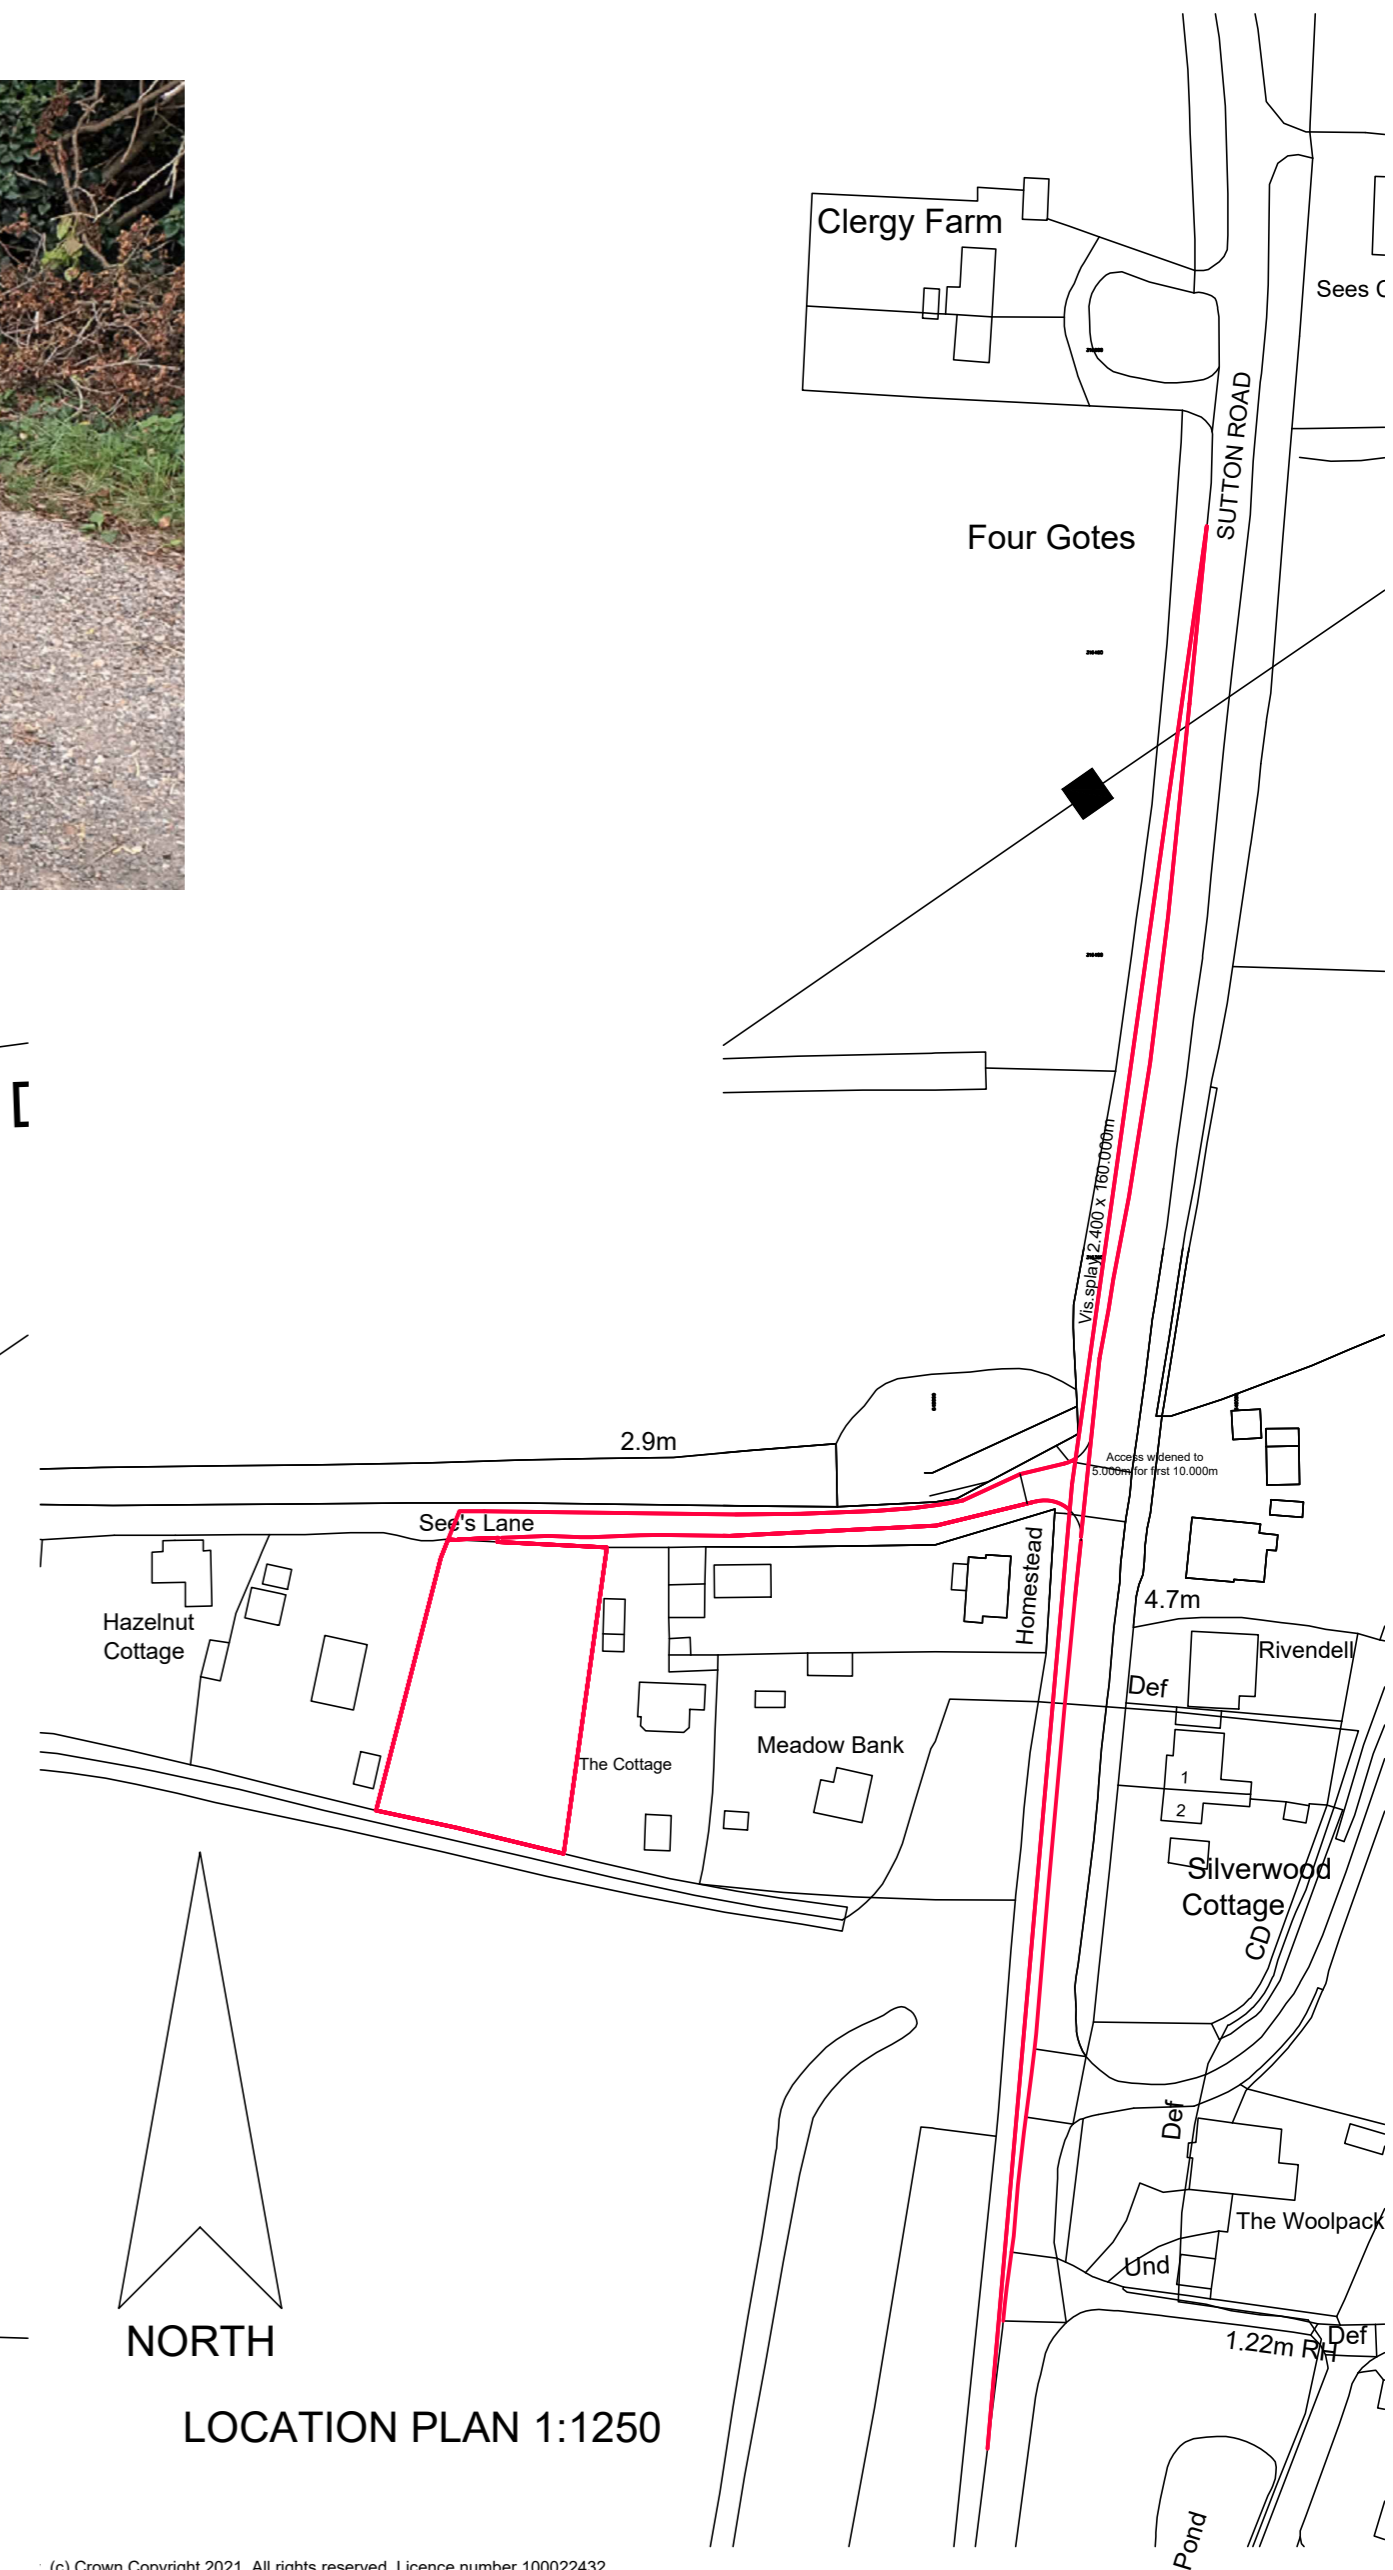 Clergy Farm
Sees
SUTTON ROAD
Four Gotes
Vis.splay 2.400 x 160.000m
2.9m
Access widened to
5.000m for first 10.000m
See's Lane
Homestead
4.7m
Hazelnut
Cottage
Rivendell
Def
The Cottage
Meadow Bank
1
2
Silverwood
Cottage
CD
Def
The Woolpack
Und
1.22m RH
Def
NORTH
LOCATION PLAN 1:1250
Pond
(c) Crown Copyright 2021. All rights reserved. Licence number 100022432